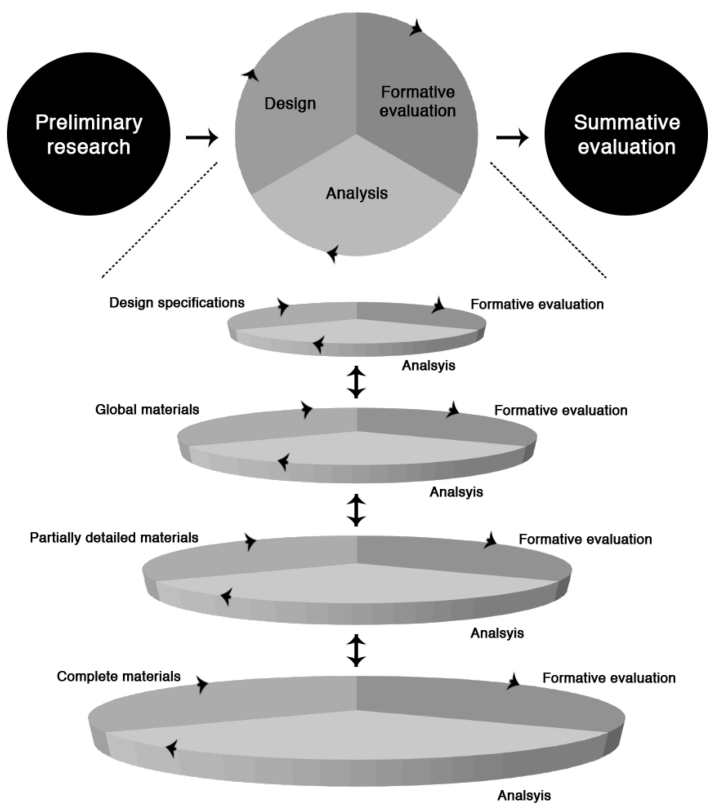 Preliminary
research
Design
Formative
evaluation
Analysis
Summative
evaluation
Design specifications
Formative evaluation
Analsyis
Global materials
Formative evaluation
Analsyis
Partially detailed materials
Formative evaluation
Analsyis
Complete materials
Formative evaluation
Analsyis